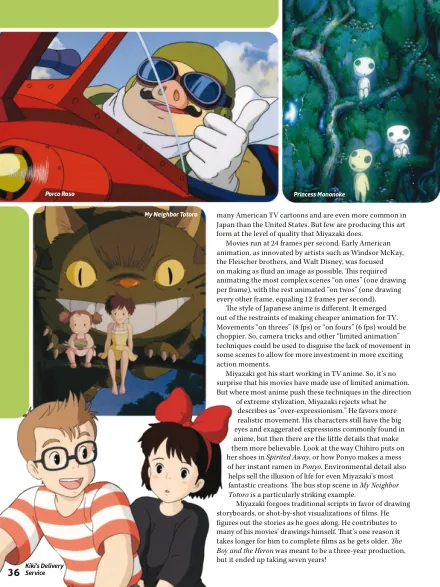 Porco Roso
Princess Mononoke
My Neighbor Totoro
many American TV cartoons and are even more common in
Japan than the United States. But few are producing this art
form at the level of quality that Miyazaki does.
Movies run at 24 frames per second. Early American
animation, as innovated by artists such as Windsor McKay,
the Fleischer brothers, and Walt Disney, was focused
on making as fluid an image as possible. This required
animating the most complex scenes “on ones” (one drawing
per frame), with the rest animated “on twos” (one drawing
every other frame, equaling 12 frames per second).
The style of Japanese anime is different. It emerged
out of the restraints of making cheaper animation for TV.
Movements “on threes” (8 fps) or “on fours” (6 fps) would be
choppier. So, camera tricks and other “limited animation”
techniques could be used to disguise the lack of movement in
some scenes to allow for more investment in more exciting
action moments.
Miyazaki got his start working in TV anime. So, it’s no
surprise that his movies have made use of limited animation.
But where most anime push these techniques in the direction
of extreme stylization, Miyazaki rejects what he
describes as “over-expressionism.” He favors more
realistic movement. His characters still have the big
eyes and exaggerated expressions commonly found in
anime, but then there are the little details that make
them more believable. Look at the way Chihiro puts on
her shoes in Spirited Away, or how Ponyo makes a mess
of her instant ramen in Ponyo. Environmental detail also
helps sell the illusion of life for even Miyazaki’s most
fantastic creations. The bus stop scene in My Neighbor
Totoro is a particularly striking example.
Miyazaki forgoes traditional scripts in favor of drawing
storyboards, or shot-by-shot visualizations of films. He
figures out the stories as he goes along. He contributes to
many of his movies’ drawings himself. That’s one reason it
takes longer for him to complete films as he gets older. The
Boy and the Heron was meant to be a three-year production,
but it ended up taking seven years!
Kiki’s Delivery
Service
36